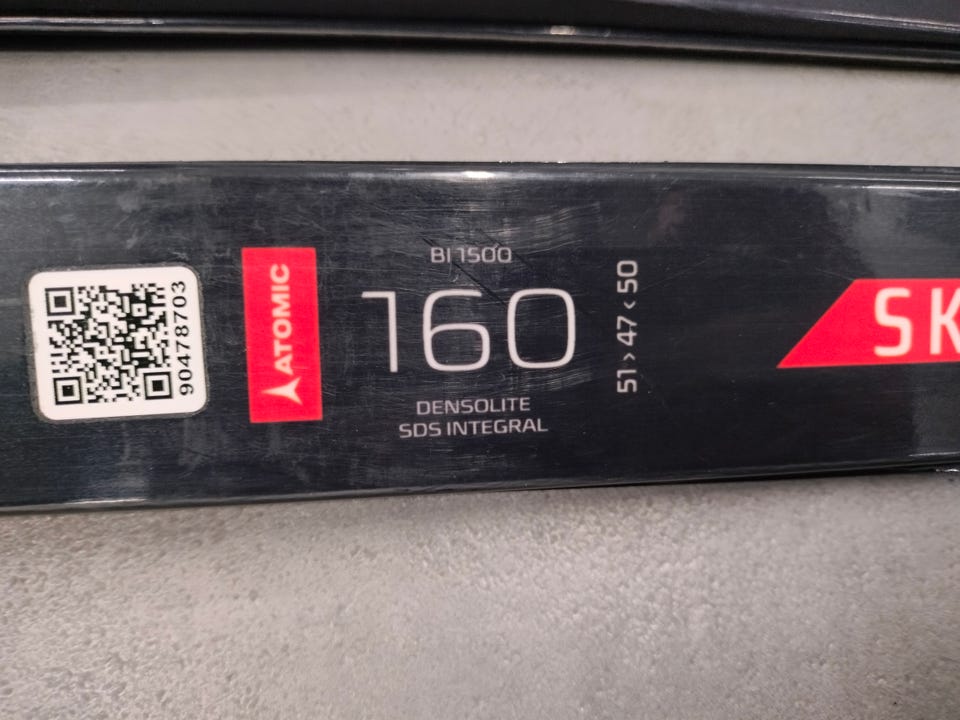 90478703
ATOMIC
BI 1500
160
DENSOLITE
SDS INTEGRAL
51 > 47 < 50
SK